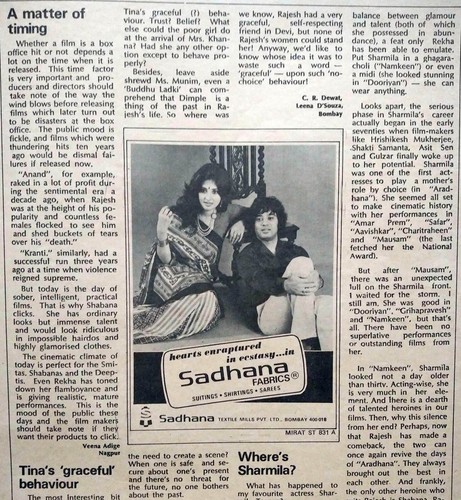 A matter of
timing
Whether a film is a box
office hit or not depends a
lot on the time when it is
released. This time factor
is very important and pro-
ducers and directors should
take note of the way the
wind blows before releasing
films which later turn out
to be disasters at the box
office. The public mood is
fickle, and films which were
thundering hits ten years
ago would be dismal fai-
lures if released now.
"Anand", for example,
raked in a lot of profit during
the sentimental era a
decade ago, when Rajesh
was at the height of his po-
pularity and countless fe-
males flocked to see him
and shed buckets of tears
over his "death."
"Kranti." similarly, had a
successful run three years
ago at a time when violence
reigned supreme.
But today is the day of
sober, intelligent, practical
films. That is why Shabana
clicks. She has ordinary
looks but immense talent
and would look ridiculous
in impossible hairdos and
highly glamorised clothes.
The cinematic climate of
today is perfect for the Smi-
tas, Shabanas and the Deep-
tis. Even Rekha has toned
down her flamboyance and
is giving realistic, mature
performances. This is the
mood of the public these
days and the film makers
should take note if they
want their products to click.
Veena Adige
Nagpur
Tina's 'graceful'
behaviour
The most Interesting bit
Tina's graceful (!) beha-
viour. Trust? Belief? What
else could the poor girl do
at the arrival of Mrs. Khan-
na? Had she any other op-
tion except to behave pro-
perly?
Besides, leave aside
shrewd Ms. Munim, even a
'Buddhu Ladki' can com-
prehend that Dimple is a
thing of the past in Ra-
jesh's life. So where was
the need to create a scene?
When one is safe and se-
cure about one's present
and there's no threat for
the future, no one bothers
about the past.
we know, Rajesh had a very
graceful, self-respecting
friend in Devi, but none of
Rajesh's women could stand
her! Anyway, we'd like to
know whose idea it was to
waste such a word —
'graceful' — upon such 'no-
choice' behaviour!
C. R. Dewat,
Leena D'Souza,
Bombay
hearts enraptured
in ecstasy...in
Sadhana
FABRICS®
SUITINGS • SHIRTINGS • SAREES
Sadhana TEXTILE MILLS PVT. LTD., BOMBAY 400 018
MIRAT ST 831 A
Where's
Sharmila?
What has happened to
my favourite actress Shar-
balance between glamour
and talent (both of which
she possessed in abun-
dance), a feat only Rekha
has been able to emulate.
Put Sharmila in a ghagara-
choli ("Namkeen") or even
a midi (she looked stunning
in "Dooriyan") — she can
wear anything.
Looks apart, the serious
phase in Sharmila's career
actually began in the early
seventies when film-makers
like Hrishikesh Mukherjee,
Shakti Samanta, Asit Sen
and Gulzar finally woke up
to her potential. Sharmila
was one of the first act-
resses to play a mother's
role by choice (in "Arad-
hana"). She seemed all set
to make cinematic history
with her performances in
"Amar Prem", "Safar",
"Aavishkar", "Charitraheen"
and "Mausam" (the last
fetched her the National
Award).
But after "Mausam",
there was an unexpected
lull on the Sharmila front.
I waited for the storm. I
still am. She was good in
"Dooriyan", "Grihapravesh"
and "Namkeen", but that's
all. There have been no
superlative performances
or outstanding films from
her.
In "Namkeen", Sharmila
looked not a day older
than thirty. Acting-wise, she
is very much in her ele-
ment. And there is a dearth
of talented heroines in our
films. Then, why this silence
from her end? Perhaps, now
that Rajesh has made a
comeback, the two can
once again revive the days
of "Aradhana". They always
brought out the best in
each other. And frankly,
the only other heroine who